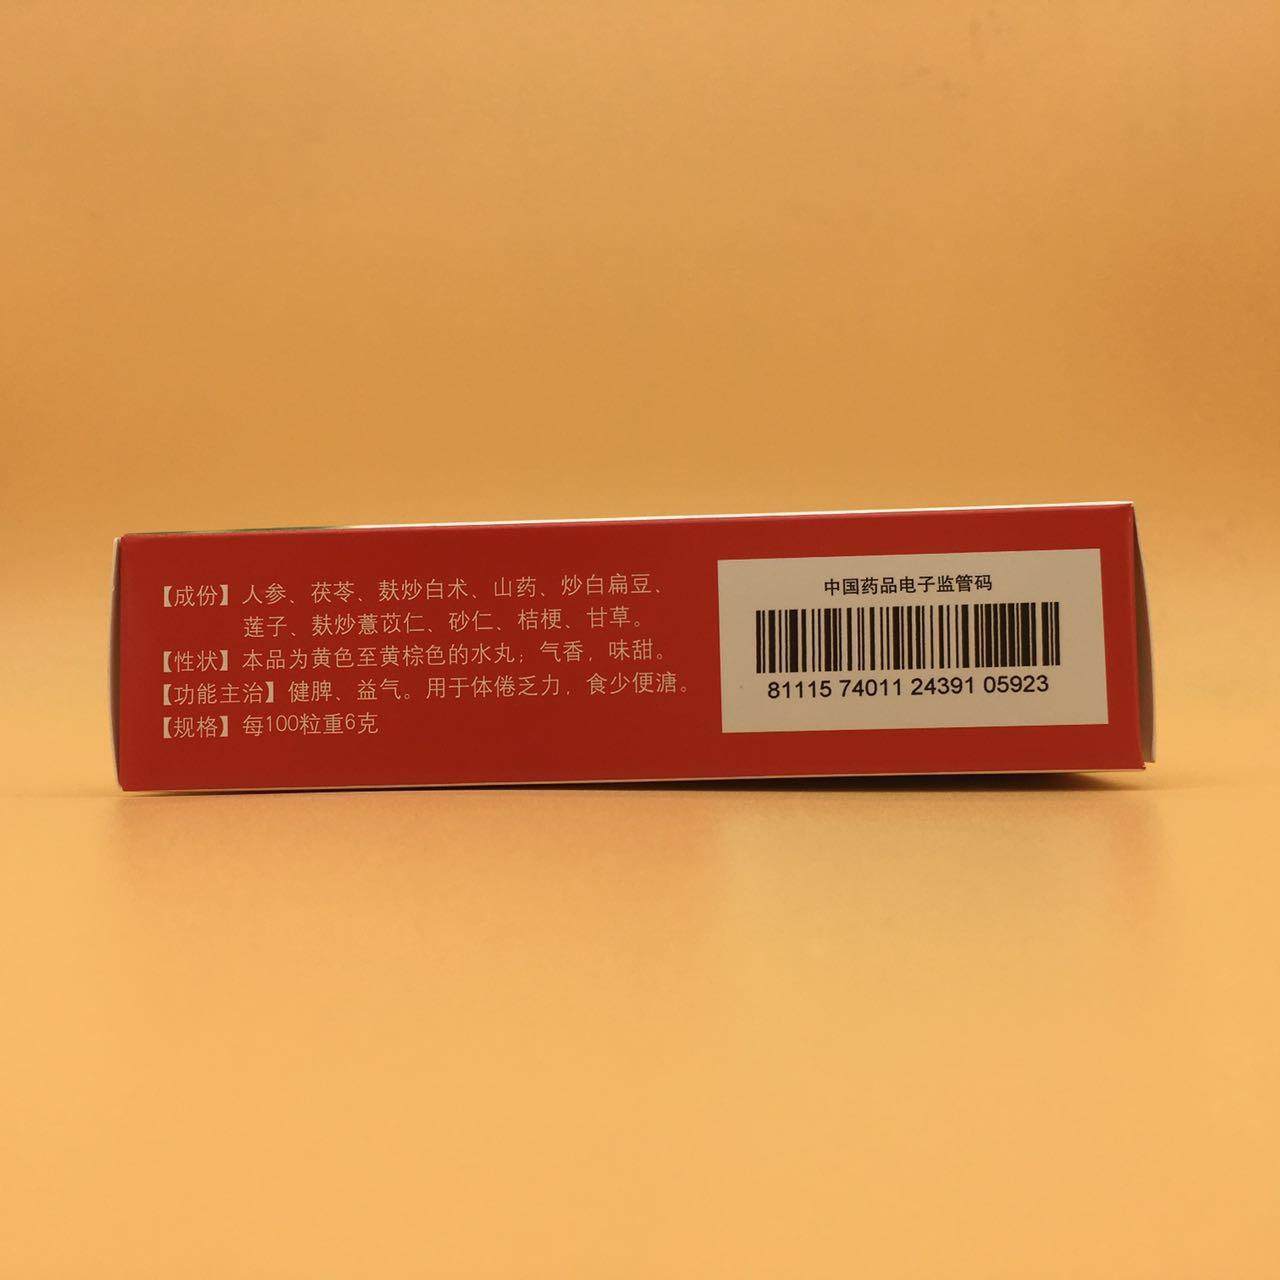 【成份】人参、茯苓、麸炒白术、山药、炒白扁豆、
莲子、麸炒薏苡仁、砂仁、桔梗、甘草。
【性状】本品为黄色至黄棕色的水丸；气香，味甜。
【功能主治】健脾、益气。用于体倦乏力，食少便溏。
【规格】每100粒重6克
中国药品电子监管码
81115 74011 24391 05923